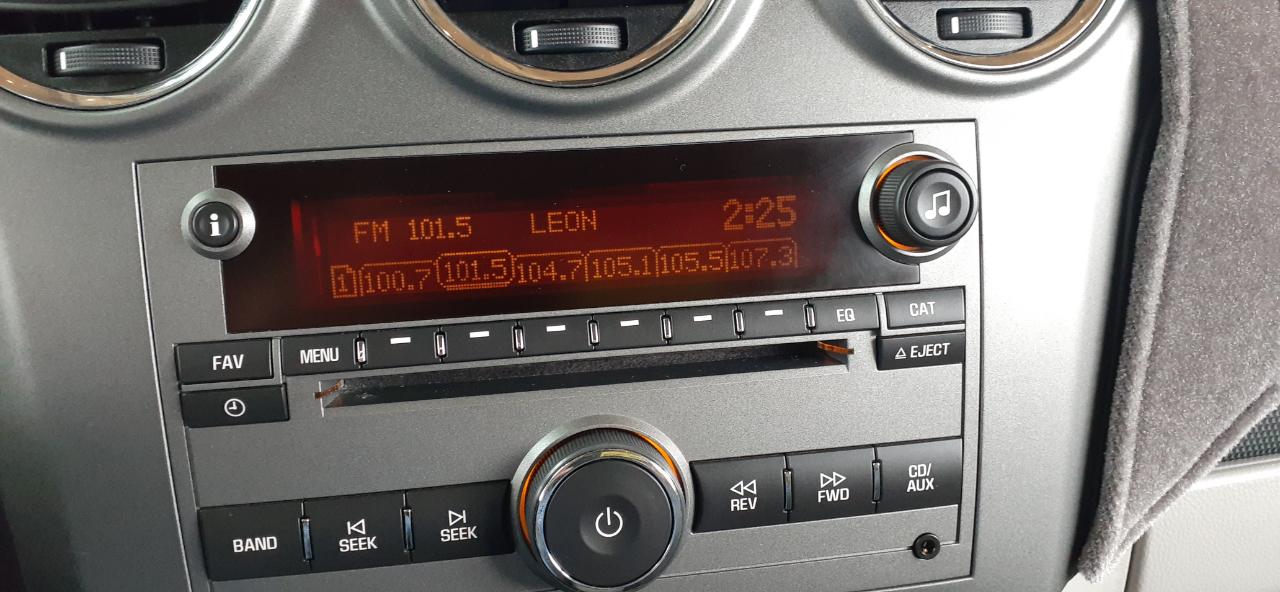 i
FM 101.5 LEON 2:25
1 100.7 101.5 104.7 105.1 105.5 107.3
FAV MENU EQ CAT
EJECT
BAND SEEK SEEK REV FWD CD/
AUX